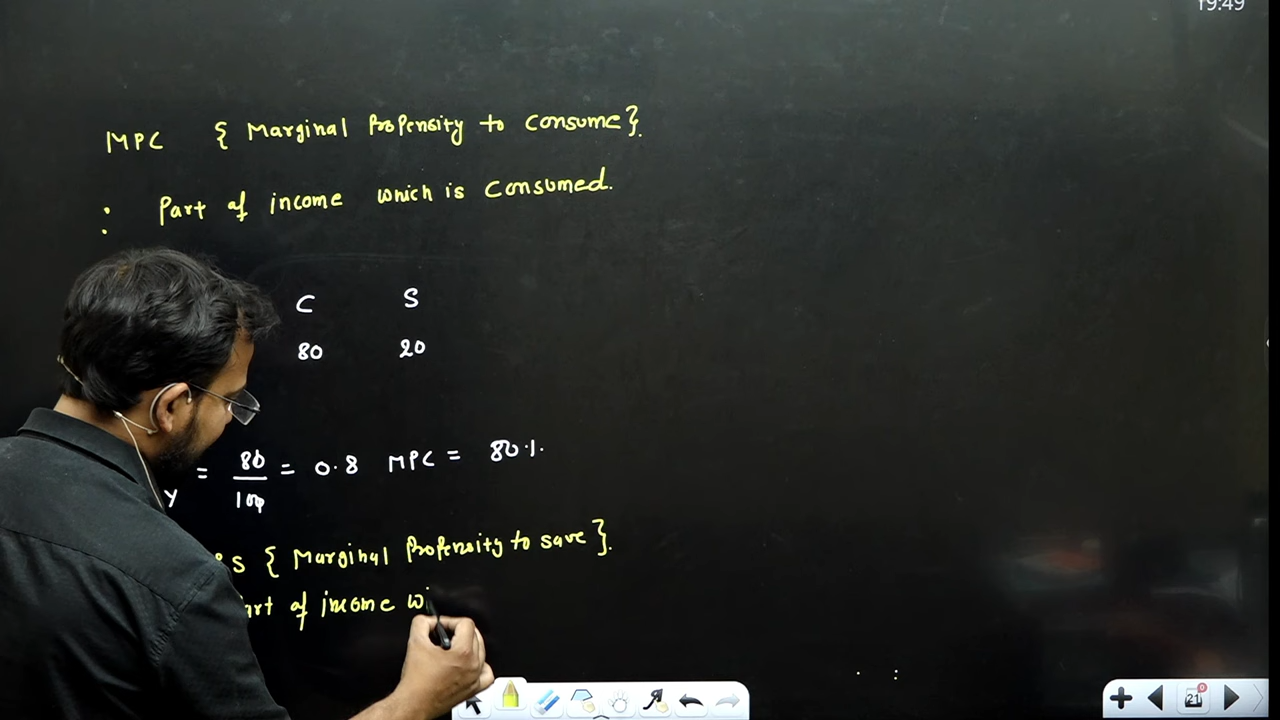 19:49
MPC { Marginal Propensity to Consume}.
: Part of income which is Consumed.
C S
80 20
Y = 80/100 = 0.8 MPC = 80%.
S { Marginal Propensity to save }.
of income
21